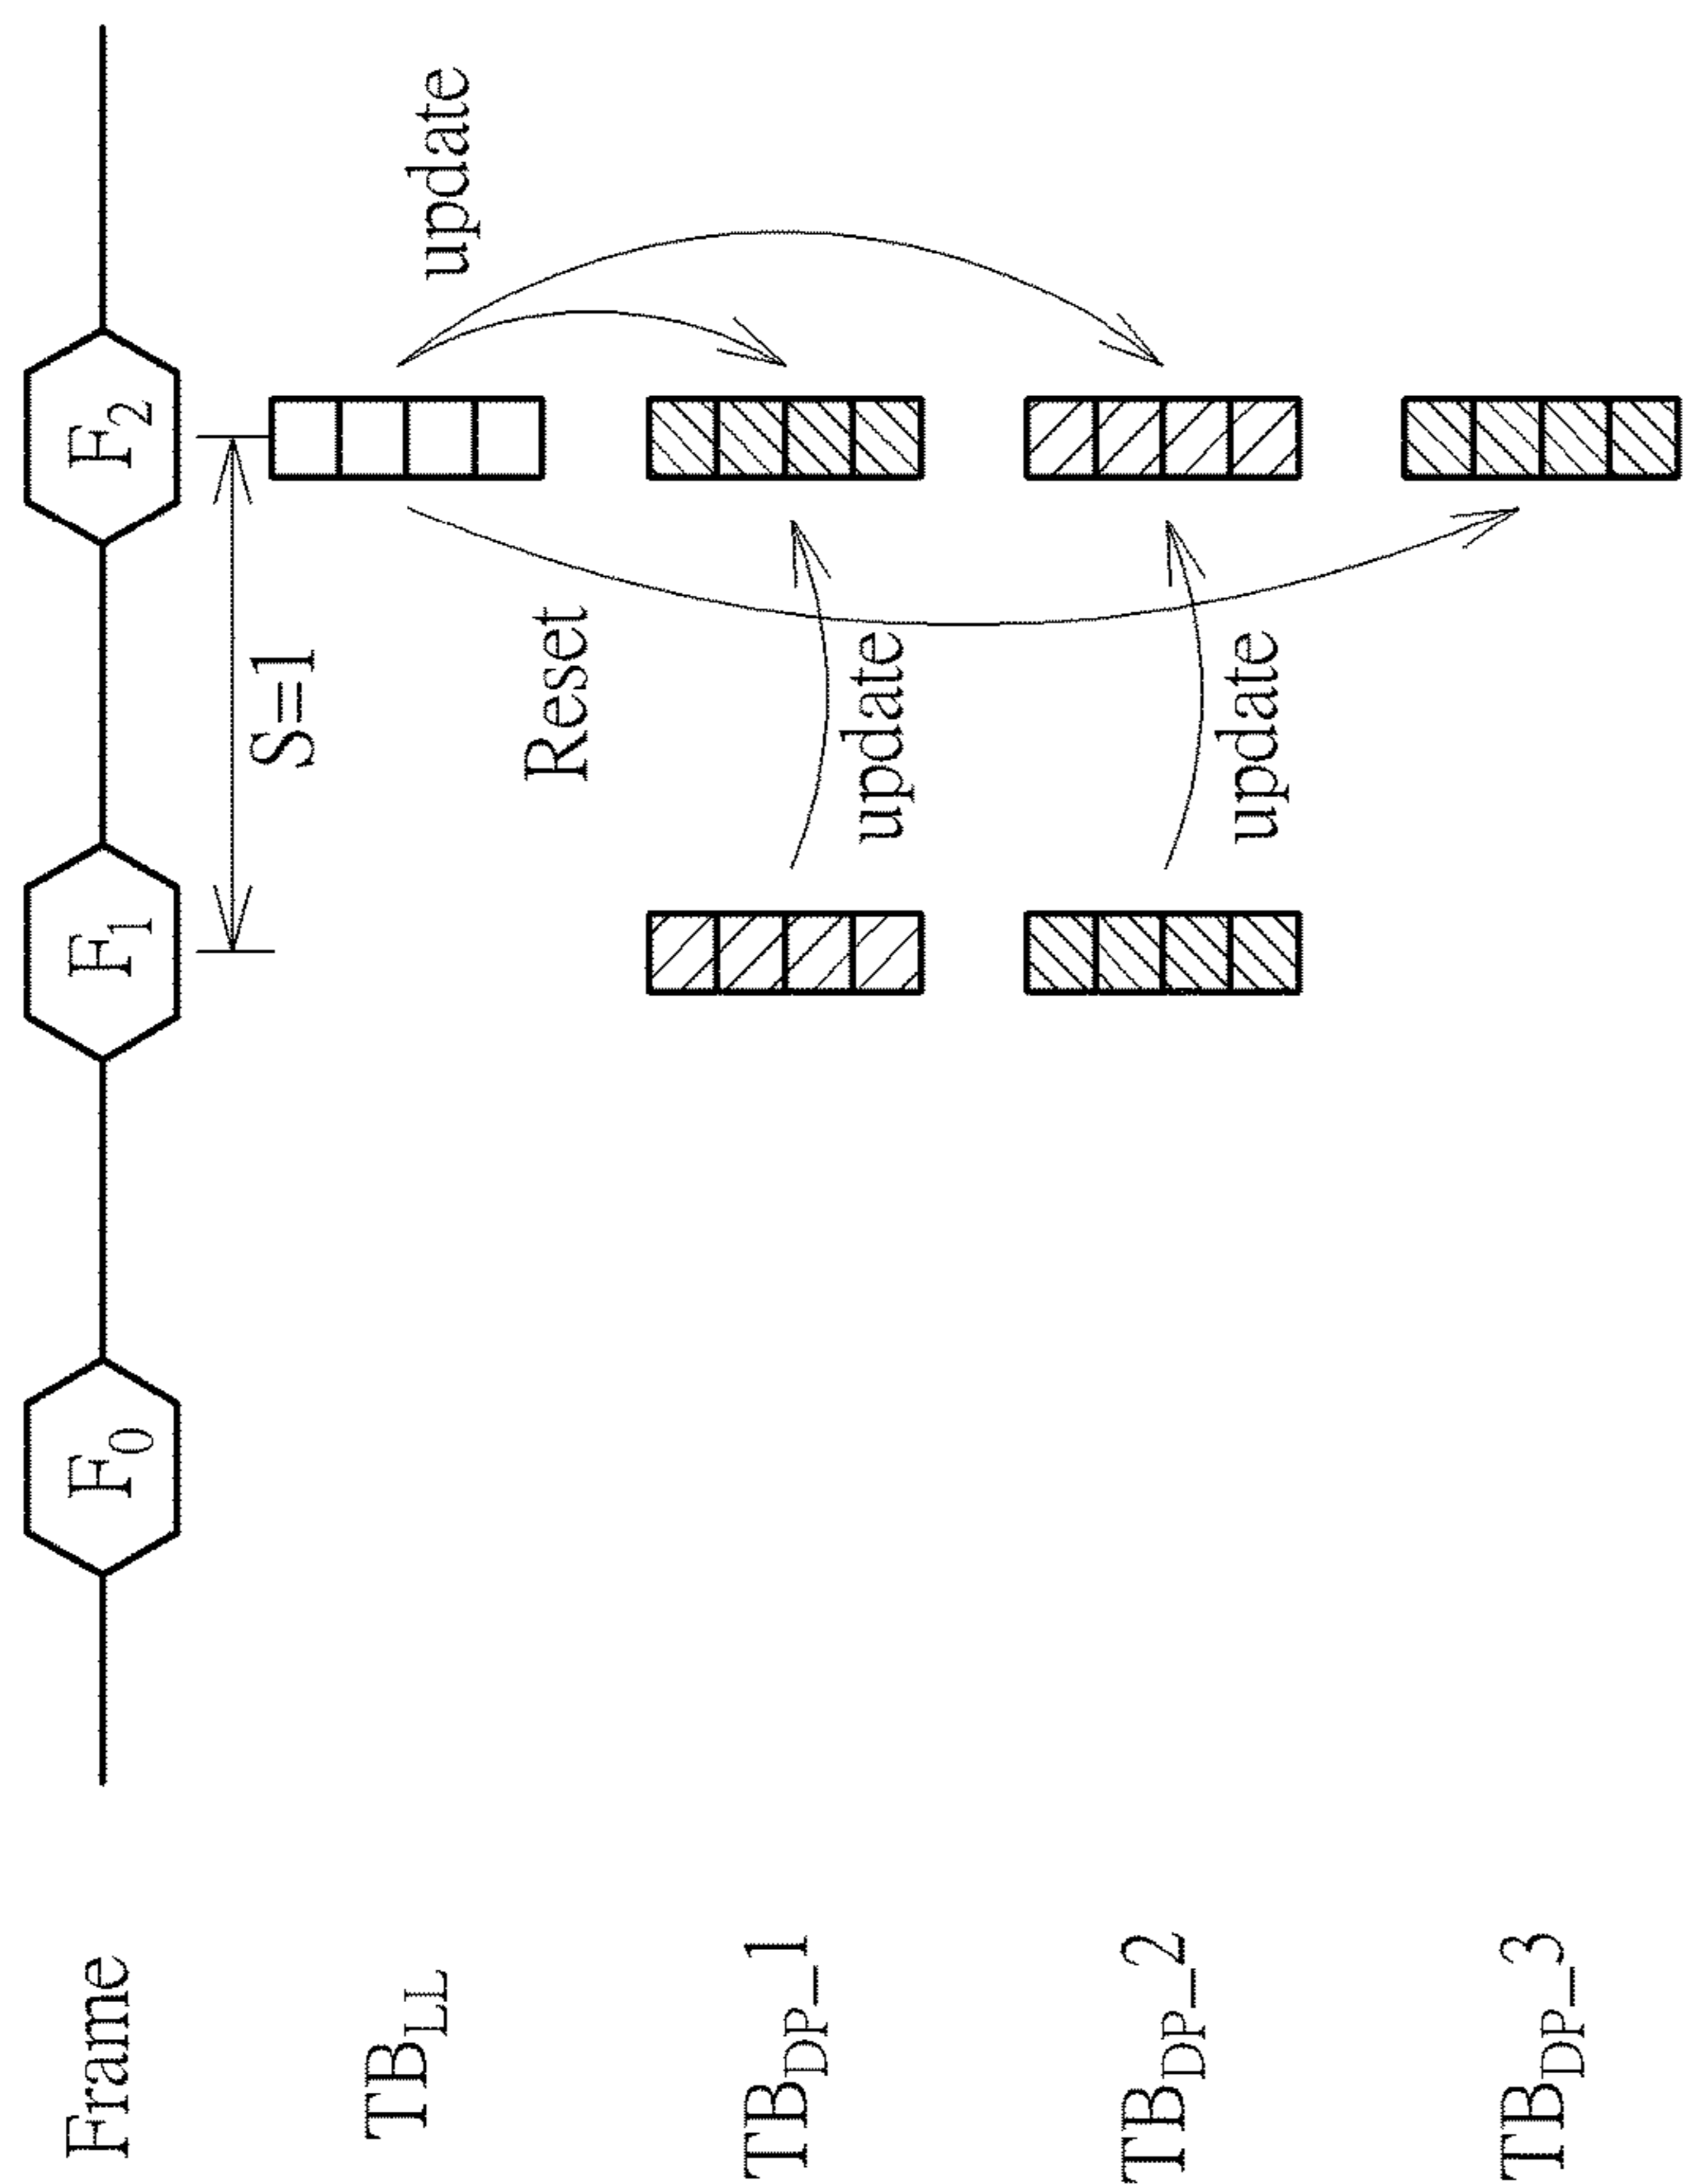 Frame F₀ F₁ F₂
S=1
TB_LL update
Reset
TB_DP_1 update
TB_DP_2 update
TB_DP_3